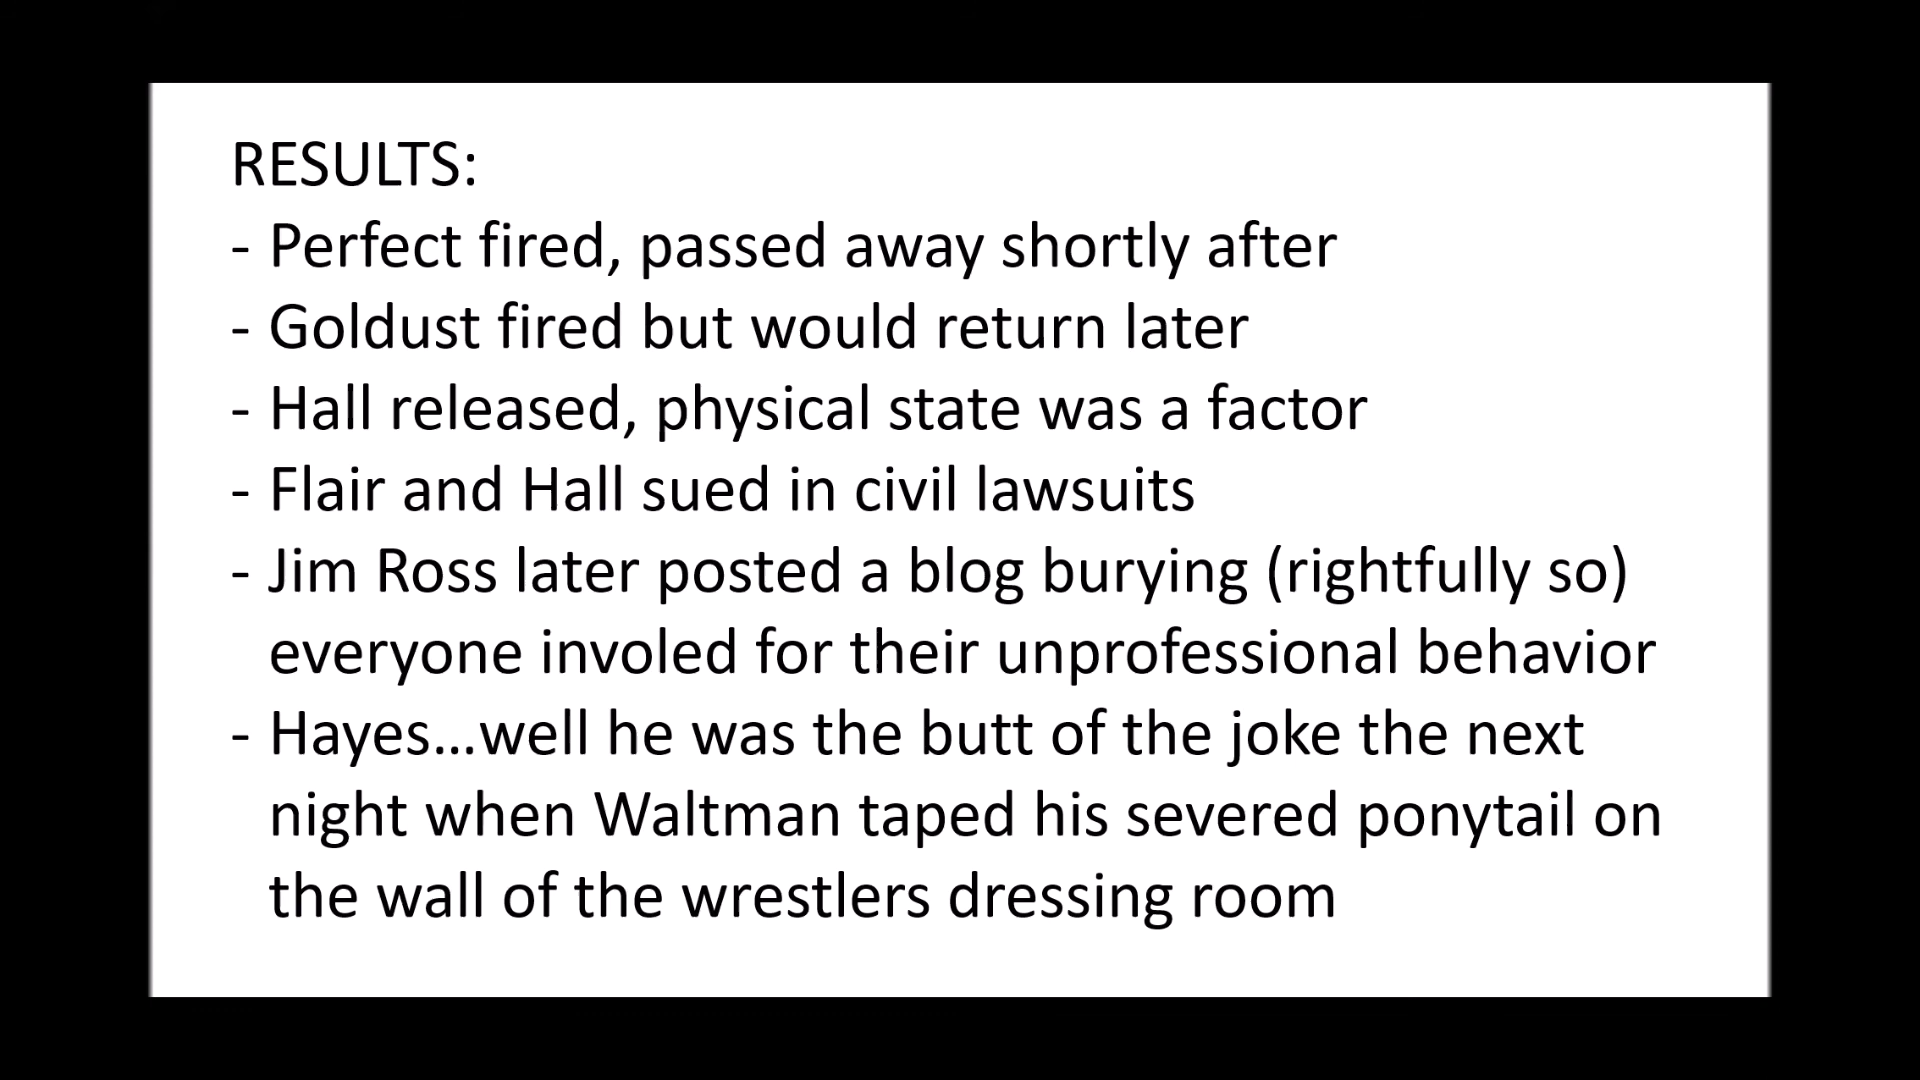 RESULTS:
- Perfect fired, passed away shortly after
- Goldust fired but would return later
- Hall released, physical state was a factor
- Flair and Hall sued in civil lawsuits
- Jim Ross later posted a blog burying (rightfully so)
everyone involed for their unprofessional behavior
- Hayes...well he was the butt of the joke the next
night when Waltman taped his severed ponytail on
the wall of the wrestlers dressing room